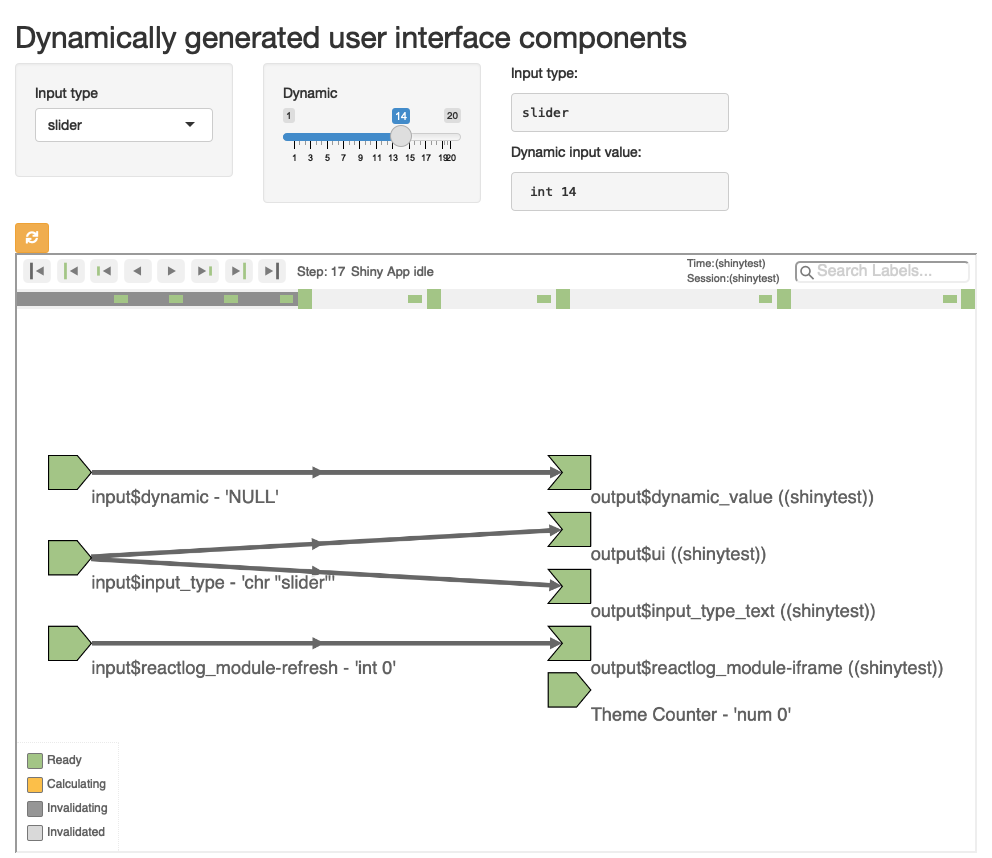 Dynamically generated user interface components
Input type
slider
Dynamic
1 14 20
1 3 5 7 9 11 13 15 17 19 20
Input type:
slider
Dynamic input value:
int 14
Step: 17 Shiny App idle
Time:(shinytest)
Session:(shinytest)
Search Labels...
input$dynamic - 'NULL'
output$dynamic_value ((shinytest))
output$ui ((shinytest))
input$input_type - 'chr "slider"'
output$input_type_text ((shinytest))
input$reactlog_module-refresh - 'int 0'
output$reactlog_module-iframe ((shinytest))
Theme Counter - 'num 0'
Ready
Calculating
Invalidating
Invalidated